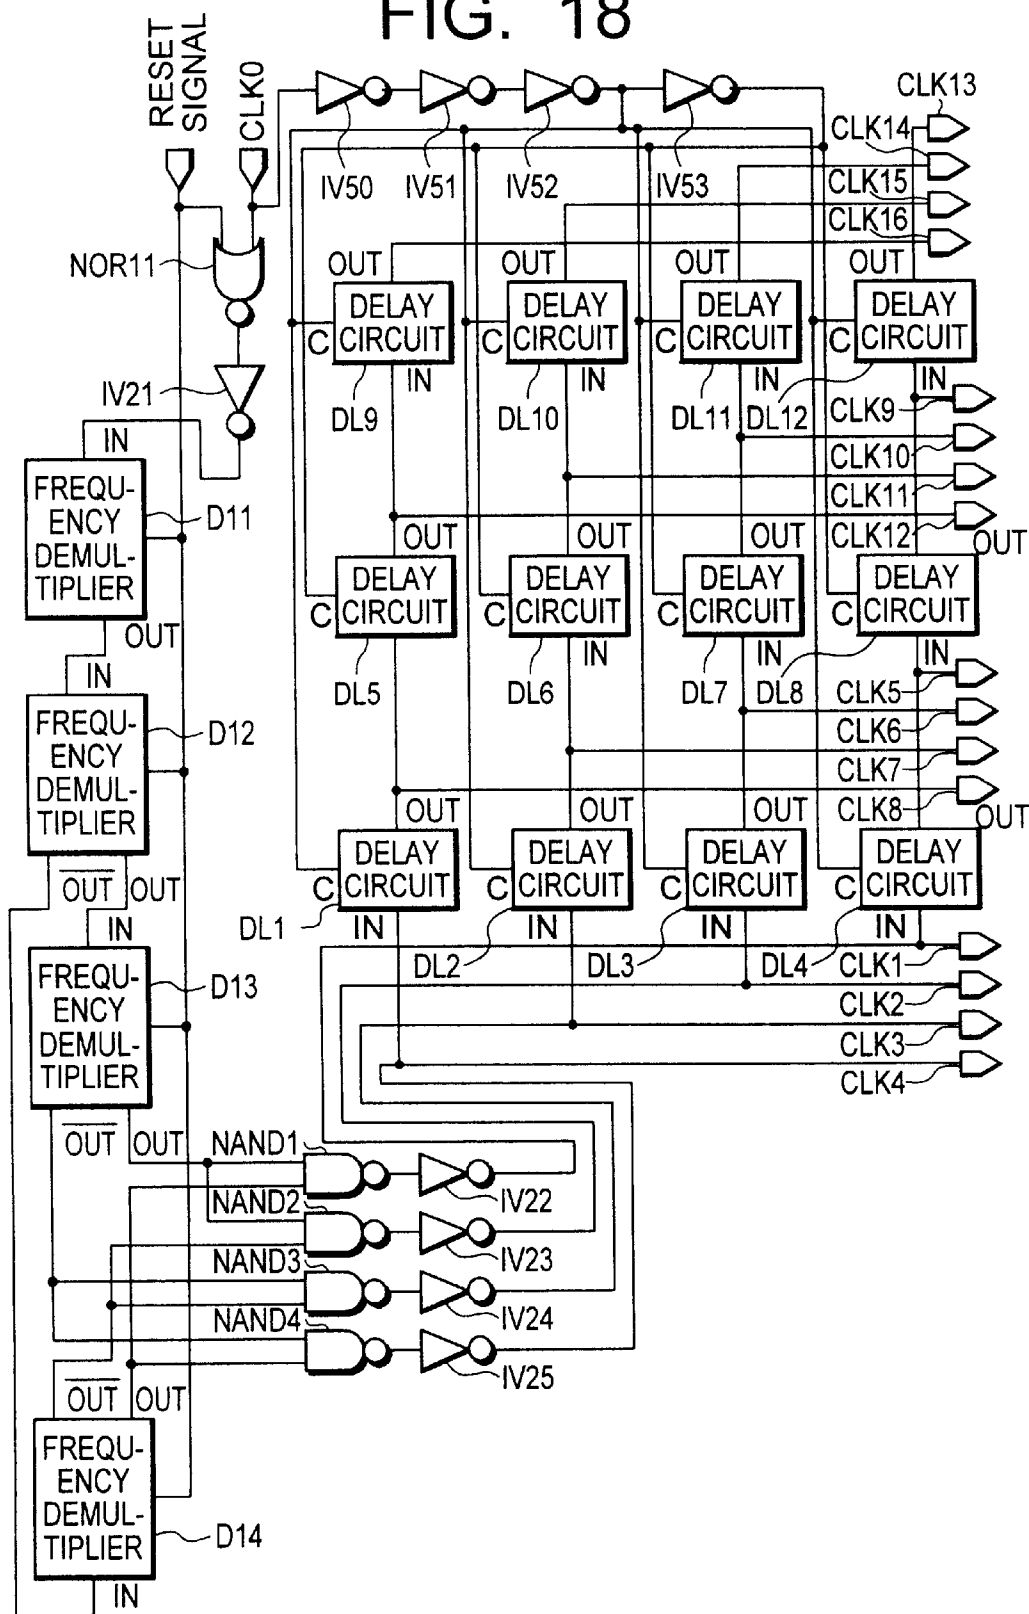 FIG. 18
RESET
SIGNAL
CLK0
IV50
IV51
IV52
IV53
CLK13
CLK14
CLK15
CLK16
NOR11
IV21
OUT
DELAY
CIRCUIT
C
IN
DL9
OUT
DELAY
CIRCUIT
C
IN
DL10
OUT
DELAY
CIRCUIT
C
IN
DL11
OUT
DELAY
CIRCUIT
C
IN
DL12
CLK9
CLK10
CLK11
CLK12
IN
FREQU-
ENCY
DEMUL-
TIPLIER
D11
OUT
OUT
DELAY
CIRCUIT
C
DL5
OUT
DELAY
CIRCUIT
C
IN
DL6
OUT
DELAY
CIRCUIT
C
IN
DL7
OUT
DELAY
CIRCUIT
C
IN
DL8
CLK5
CLK6
CLK7
CLK8
IN
FREQU-
ENCY
DEMUL-
TIPLIER
D12
OUT
OUT
OUT
DELAY
CIRCUIT
C
IN
DL1
OUT
DELAY
CIRCUIT
C
IN
DL2
OUT
DELAY
CIRCUIT
C
IN
DL3
OUT
DELAY
CIRCUIT
C
IN
DL4
CLK1
CLK2
CLK3
CLK4
IN
FREQU-
ENCY
DEMUL-
TIPLIER
D13
OUT
OUT
NAND1
IV22
NAND2
IV23
NAND3
IV24
NAND4
IV25
OUT
OUT
FREQU-
ENCY
DEMUL-
TIPLIER
D14
IN